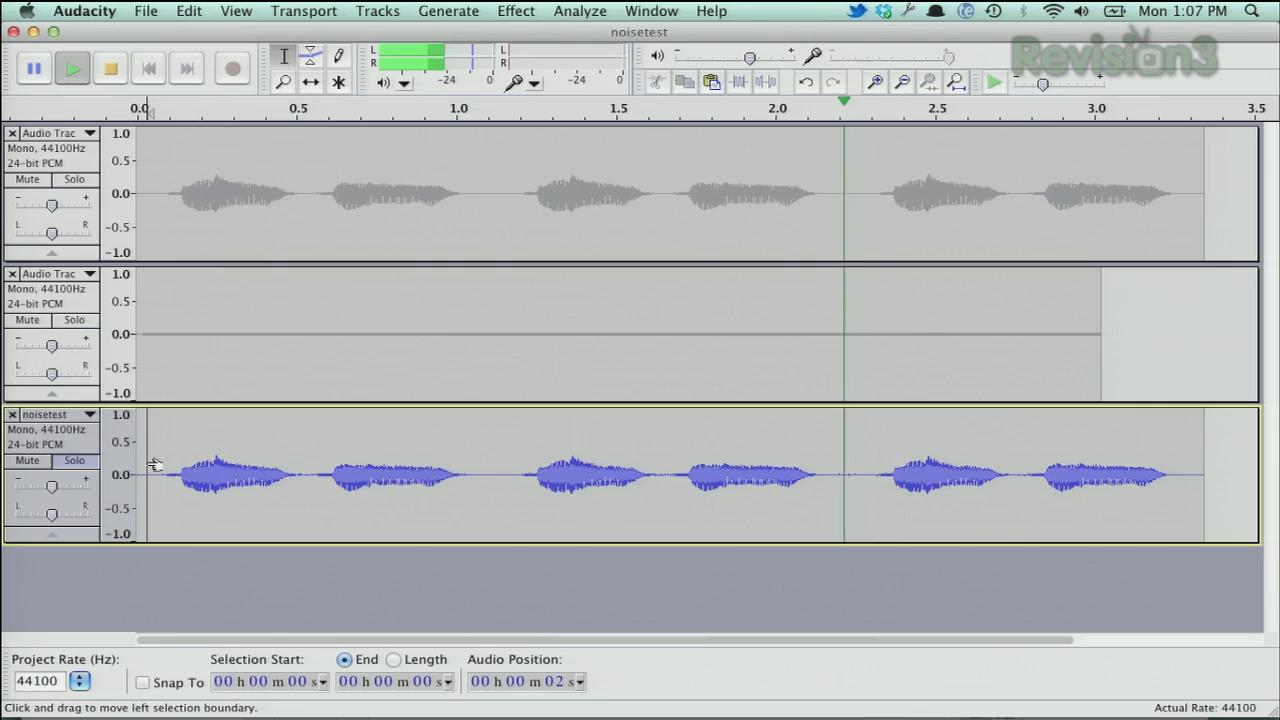 Audacity File Edit View Transport Tracks Generate Effect Analyze Window Help Mon 1:07 PM
noisetest
Revision3
L R -24 0 L R -24 0
0.0 0.5 1.0 1.5 2.0 2.5 3.0 3.5
Audio Trac
Mono, 44100Hz
24-bit PCM
Mute Solo
- +
L R
1.0
0.5
0.0
-0.5
-1.0
Audio Trac
Mono, 44100Hz
24-bit PCM
Mute Solo
- +
L R
1.0
0.5
0.0
-0.5
-1.0
noisetest
Mono, 44100Hz
24-bit PCM
Mute Solo
- +
L R
1.0
0.5
0.0
-0.5
-1.0
Project Rate (Hz): Selection Start: End Length Audio Position:
44100 Snap To 00 h 00 m 00 s 00 h 00 m 00 s 00 h 00 m 02 s
Click and drag to move left selection boundary. Actual Rate: 44100